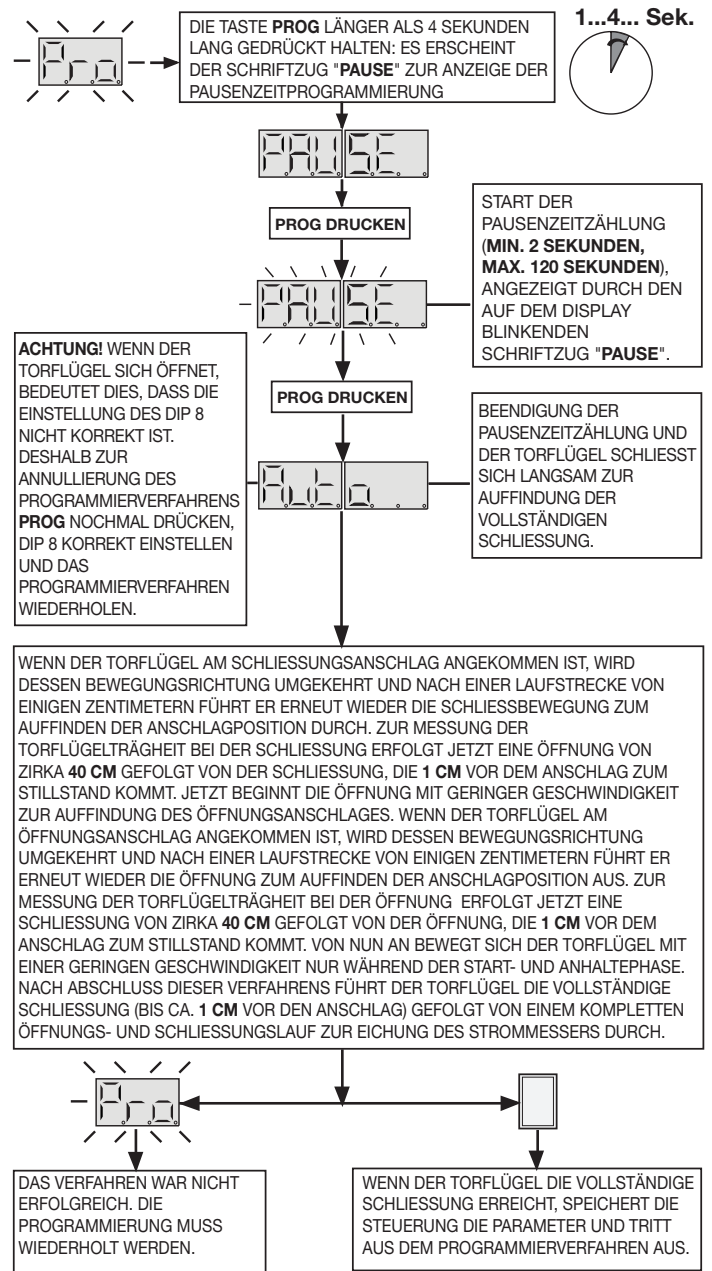 1...4... Sek.
Pro
DIE TASTE PROG LÄNGER ALS 4 SEKUNDEN
LANG GEDRÜCKT HALTEN: ES ERSCHEINT
DER SCHRIFTZUG "PAUSE" ZUR ANZEIGE DER
PAUSENZEITPROGRAMMIERUNG
PAUSE
PROG DRUCKEN
START DER
PAUSENZEITZÄHLUNG
(MIN. 2 SEKUNDEN,
MAX. 120 SEKUNDEN),
ANGEZEIGT DURCH DEN
AUF DEM DISPLAY
BLINKENDEN
SCHRIFTZUG "PAUSE".
PAUSE
ACHTUNG! WENN DER
TORFLÜGEL SICH ÖFFNET,
BEDEUTET DIES, DASS DIE
EINSTELLUNG DES DIP 8
NICHT KORREKT IST.
DESHALB ZUR
ANNULLIERUNG DES
PROGRAMMIERVERFAHRENS
PROG NOCHMAL DRÜCKEN,
DIP 8 KORREKT EINSTELLEN
UND DAS
PROGRAMMIERVERFAHREN
WIEDERHOLEN.
PROG DRUCKEN
BEENDIGUNG DER
PAUSENZEITZÄHLUNG UND
DER TORFLÜGEL SCHLIESST
SICH LANGSAM ZUR
AUFFINDUNG DER
VOLLSTÄNDIGEN
SCHLIESSUNG.
Auto
WENN DER TORFLÜGEL AM SCHLIESSUNGSANSCHLAG ANGEKOMMEN IST, WIRD
DESSEN BEWEGUNGSRICHTUNG UMGEKEHRT UND NACH EINER LAUFSTRECKE VON
EINIGEN ZENTIMETERN FÜHRT ER ERNEUT WIEDER DIE SCHLIESSBEWEGUNG ZUM
AUFFINDEN DER ANSCHLAGPOSITION DURCH. ZUR MESSUNG DER
TORFLÜGELTRÄGHEIT BEI DER SCHLIESSUNG ERFOLGT JETZT EINE ÖFFNUNG VON
ZIRKA 40 CM GEFOLGT VON DER SCHLIESSUNG, DIE 1 CM VOR DEM ANSCHLAG ZUM
STILLSTAND KOMMT. JETZT BEGINNT DIE ÖFFNUNG MIT GERINGER GESCHWINDIGKEIT
ZUR AUFFINDUNG DES ÖFFNUNGSANSCHLAGES. WENN DER TORFLÜGEL AM
ÖFFNUNGSANSCHLAG ANGEKOMMEN IST, WIRD DESSEN BEWEGUNGSRICHTUNG
UMGEKEHRT UND NACH EINER LAUFSTRECKE VON EINIGEN ZENTIMETERN FÜHRT ER
ERNEUT WIEDER DIE ÖFFNUNG ZUM AUFFINDEN DER ANSCHLAGPOSITION AUS. ZUR
MESSUNG DER TORFLÜGELTRÄGHEIT BEI DER ÖFFNUNG ERFOLGT JETZT EINE
SCHLIESSUNG VON ZIRKA 40 CM GEFOLGT VON DER ÖFFNUNG, DIE 1 CM VOR DEM
ANSCHLAG ZUM STILLSTAND KOMMT. VON NUN AN BEWEGT SICH DER TORFLÜGEL MIT
EINER GERINGEN GESCHWINDIGKEIT NUR WÄHREND DER START- UND ANHALTEPHASE.
NACH ABSCHLUSS DIESER VERFAHRENS FÜHRT DER TORFLÜGEL DIE VOLLSTÄNDIGE
SCHLIESSUNG (BIS CA. 1 CM VOR DEN ANSCHLAG) GEFOLGT VON EINEM KOMPLETTEN
ÖFFNUNGS- UND SCHLIESSUNGSLAUF ZUR EICHUNG DES STROMMESSERS DURCH.
Pro
DAS VERFAHREN WAR NICHT
ERFOLGREICH. DIE
PROGRAMMIERUNG MUSS
WIEDERHOLT WERDEN.
WENN DER TORFLÜGEL DIE VOLLSTÄNDIGE
SCHLIESSUNG ERREICHT, SPEICHERT DIE
STEUERUNG DIE PARAMETER UND TRITT
AUS DEM PROGRAMMIERVERFAHREN AUS.